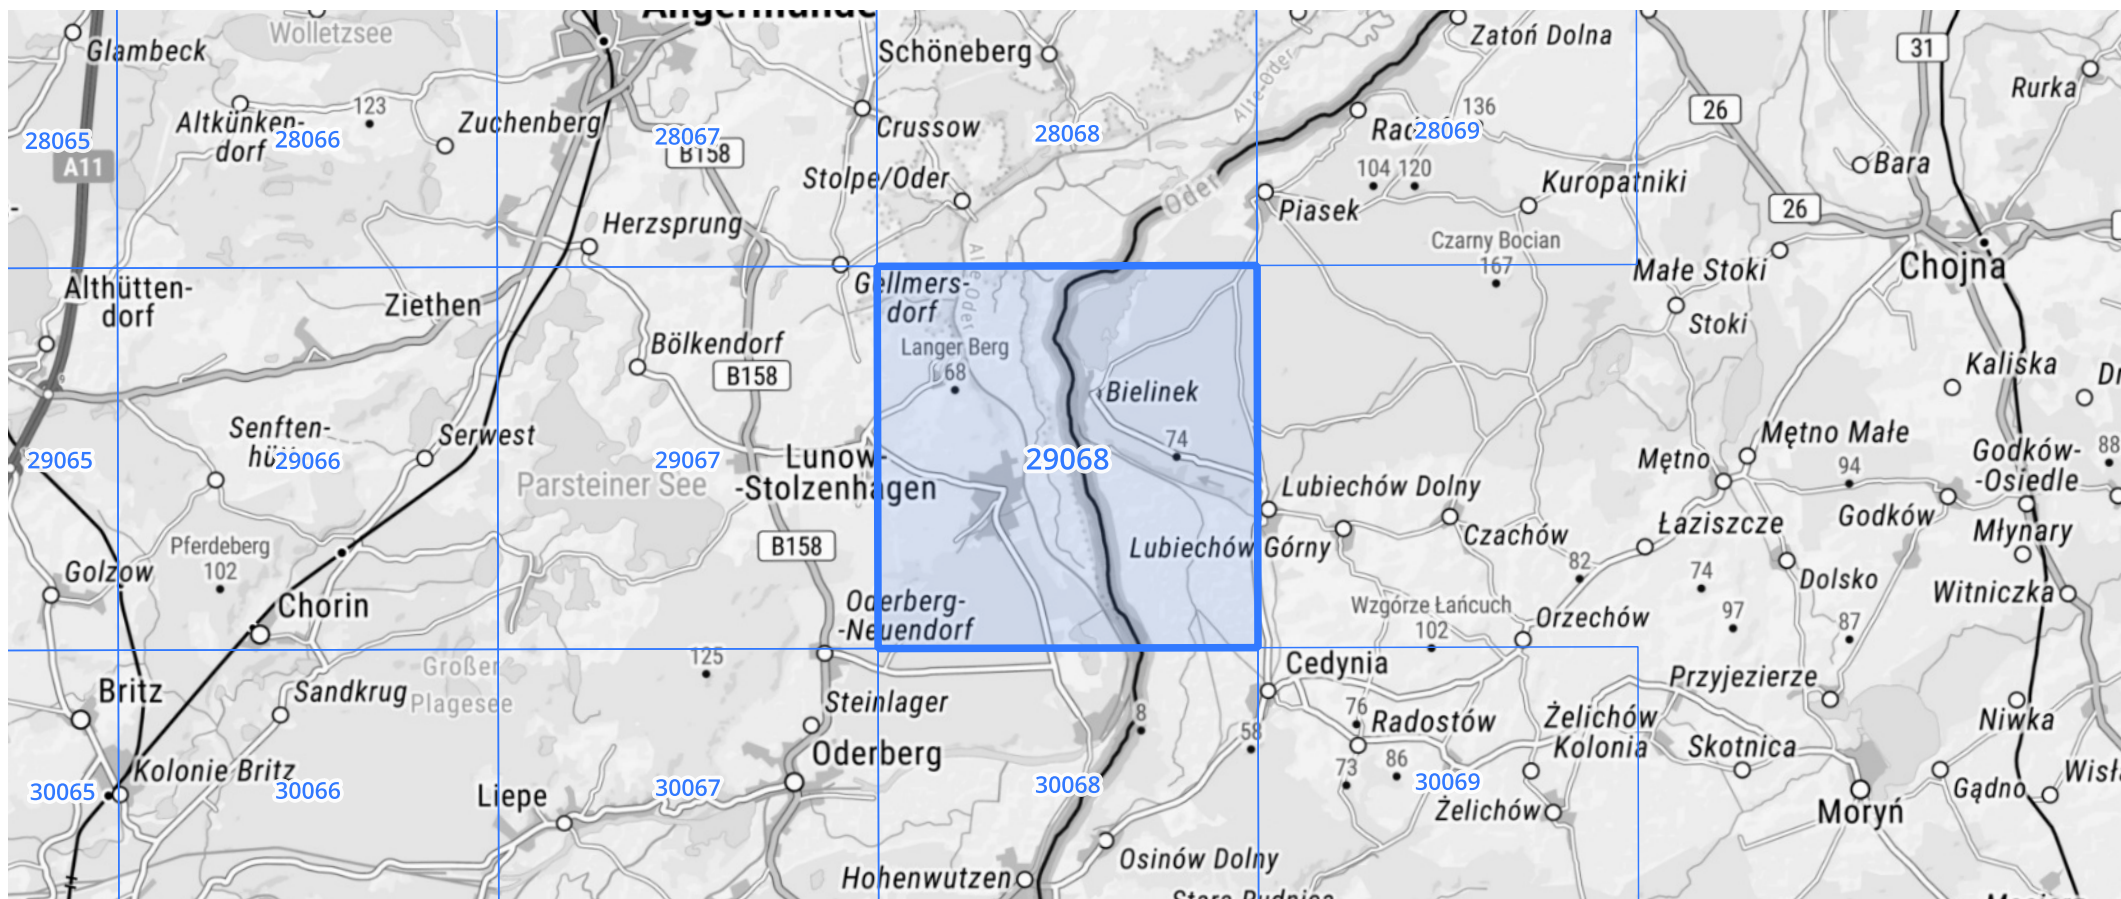 Angermünde
Wolletzsee
Glambeck
Schöneberg
Zatoń Dolna
31
Rurka
123
Altkünken-
dorf
28065
28066
Zuchenberg
28067
B158
Crussow
28068
Alte-Oder
136
28069
26
A11
Stolpe/Oder
104
120
Kuropatniki
Bara
Oder
Piasek
26
Herzsprung
Czarny Bocian
167
Małe Stoki
Chojna
Althütten-
dorf
Ziethen
Gellmers-
dorf
Alte-Oder
Stoki
Bölkendorf
B158
Langer Berg
68
Bielinek
Kaliska
Senften-
Serwest
Mętno Małe
74
29065
29066
29067
29068
Lunow-
-Stolzenhagen
Parsteiner See
Mętno
94
Godków-
-Osiedle
88
Lubiechów Dolny
Godków
Młynary
Łaziszcze
Czachów
Pferdeberg
102
B158
Lubiechów Górny
82
74
Dolsko
Witniczka
Golzow
Chorin
Oderberg-
-Neuendorf
Wzgórze Łańcuch
102
Orzechów
97
87
125
Großer
Plagesee
Cedynia
Przyjezierze
Britz
Sandkrug
Steinlager
8
58
76
Radostów
Żelichów
Kolonia
Skotnica
Niwka
Oderberg
Kolonie Britz
30065
30066
30067
30068
73
86
30069
Gądno
Liepe
Żelichów
Moryń
Hohenwutzen
Osinów Dolny
Stara Rudnica